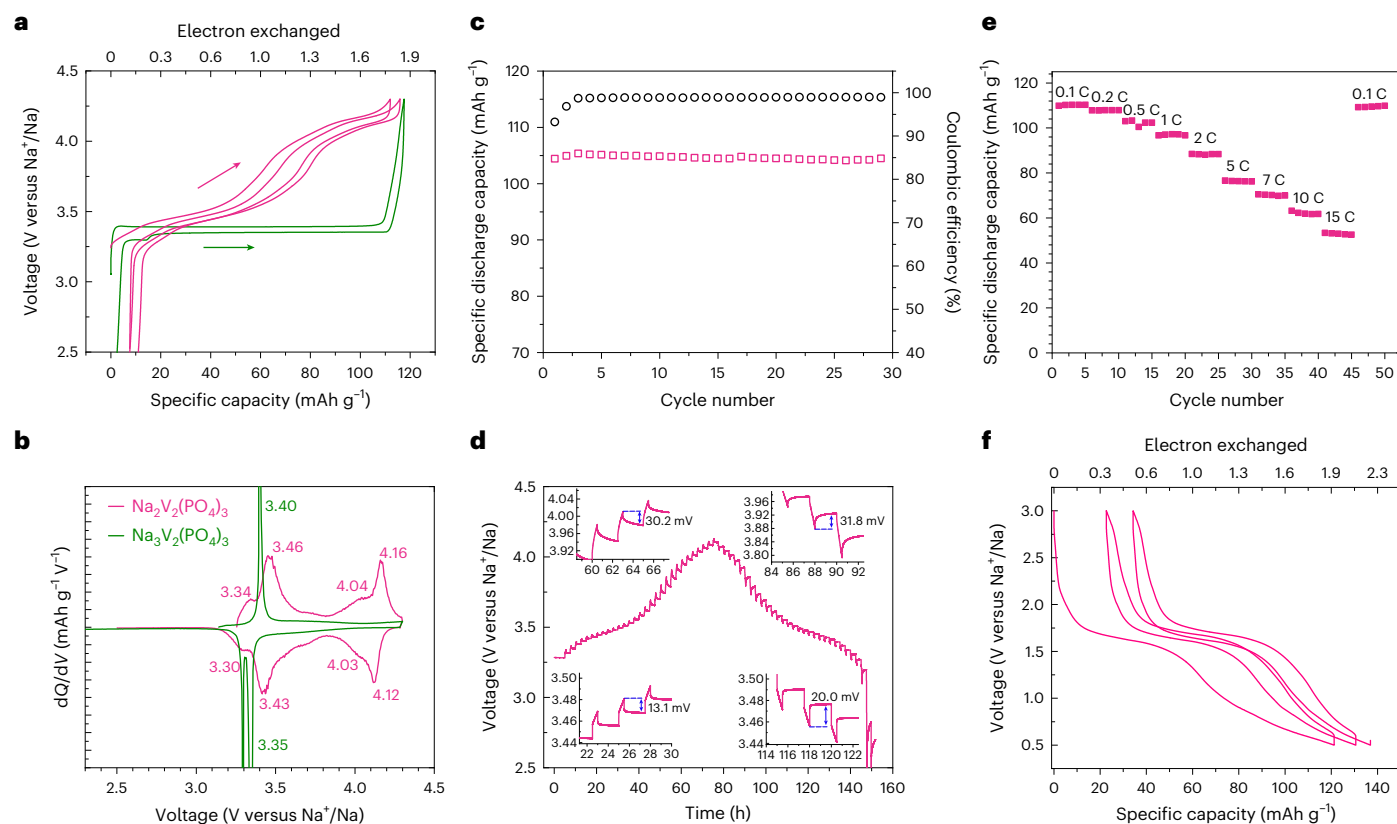 a
Electron exchanged
0 0.3 0.6 0.9 1.3 1.6 1.9
4.5
4.0
3.5
3.0
2.5
Voltage (V versus Na⁺/Na)
0 20 40 60 80 100 120
Specific capacity (mAh g⁻¹)
b
Na₂V₂(PO₄)₃
Na₃V₂(PO₄)₃
3.40
3.46
4.16
3.34
4.04
3.30
4.03
3.43
4.12
3.35
dQ/dV (mAh g⁻¹ V⁻¹)
2.5 3.0 3.5 4.0 4.5
Voltage (V versus Na⁺/Na)
c
120
115
110
105
100
95
90
85
80
75
70
Specific discharge capacity (mAh g⁻¹)
100
90
80
70
60
50
40
Coulombic efficiency (%)
0 5 10 15 20 25 30
Cycle number
d
4.5
4.0
3.5
3.0
2.5
Voltage (V versus Na⁺/Na)
4.04
4.00
3.96
3.92
30.2 mV
60 62 64 66
3.96
3.92
3.88
3.84
3.80
31.8 mV
84 86 88 90 92
3.50
3.48
3.46
3.44
13.1 mV
22 24 26 28 30
3.50
3.48
3.46
3.44
20.0 mV
114 116 118 120 122
0 20 40 60 80 100 120 140 160
Time (h)
e
120
100
80
60
40
20
0
Specific discharge capacity (mAh g⁻¹)
0.1 C
0.2 C
0.5 C
1 C
2 C
5 C
7 C
10 C
15 C
0.1 C
0 5 10 15 20 25 30 35 40 45 50
Cycle number
f
Electron exchanged
0 0.3 0.6 1.0 1.3 1.6 1.9 2.3
3.0
2.5
2.0
1.5
1.0
0.5
Voltage (V versus Na⁺/Na)
0 20 40 60 80 100 120 140
Specific capacity (mAh g⁻¹)